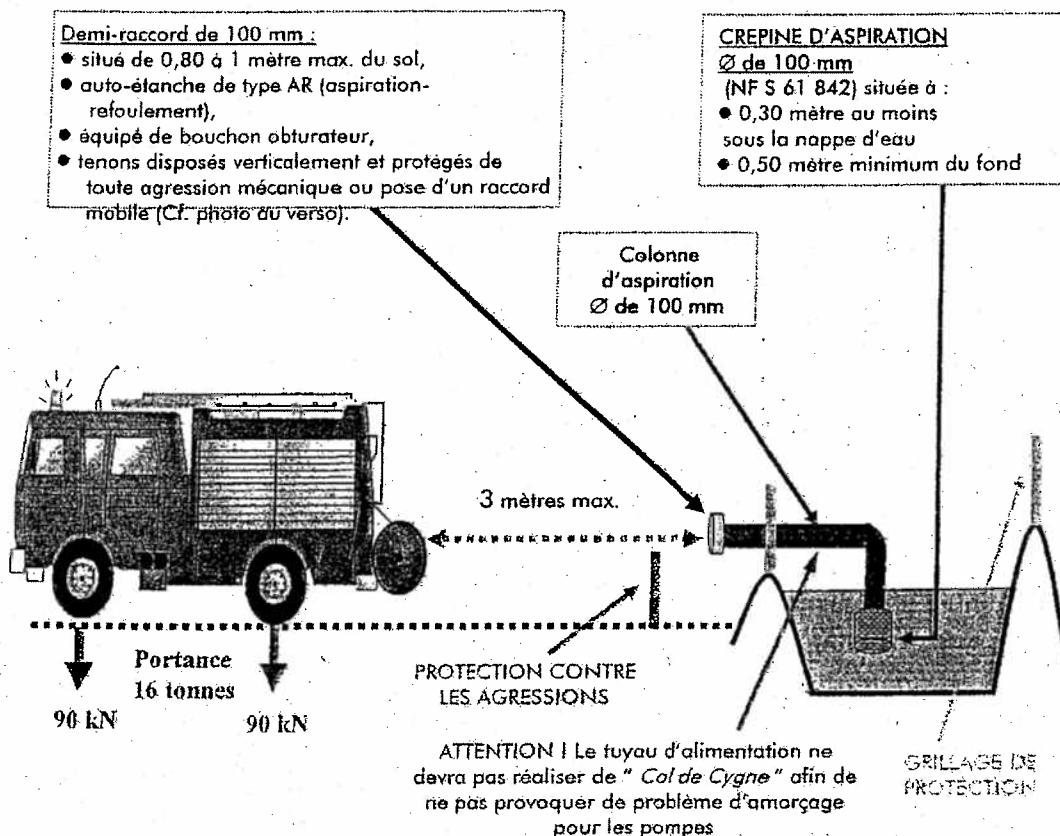 Demi-raccord de 100 mm :
● situé de 0,80 à 1 mètre max. du sol,
● auto-étanche de type AR (aspiration-
refoulement),
● équipé de bouchon obturateur,
● tenons disposés verticalement et protégés de
toute agression mécanique ou pose d'un raccord
mobile (Cf. photo au verso).
CREPINE D'ASPIRATION
Ø de 100 mm
(NF S 61 842) située à :
● 0,30 mètre au moins
sous la nappe d'eau
● 0,50 mètre minimum du fond
Colonne
d'aspiration
Ø de 100 mm
3 mètres max.
Portance
16 tonnes
90 kN
90 kN
PROTECTION CONTRE
LES AGRESSIONS
ATTENTION ! Le tuyau d'alimentation ne
devra pas réaliser de " Col de Cygne " afin de
ne pas provoquer de problème d'amorçage
pour les pompes
GRILLAGE DE
PROTECTION